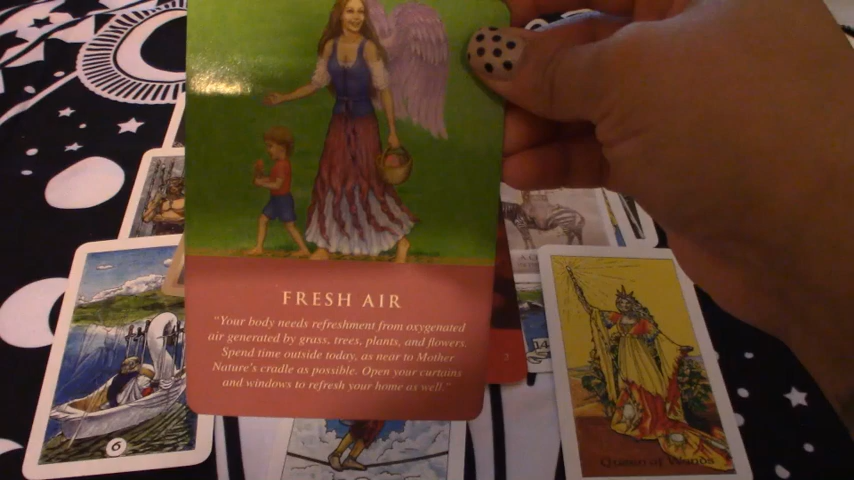 FRESH AIR
"Your body needs refreshment from oxygenated
air generated by grass, trees, plants, and flowers.
Spend time outside today, as near to Mother
Nature's cradle as possible. Open your curtains
and windows to refresh your home as well."
3
14
6
Queen of Wands